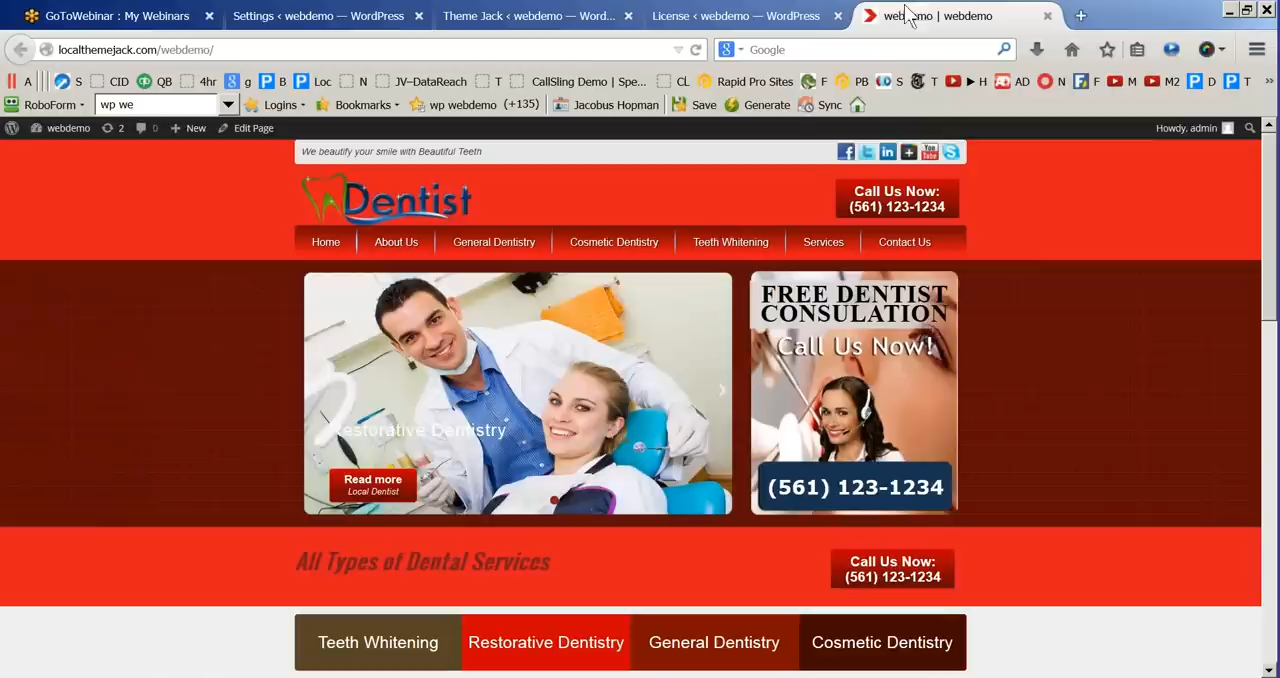 GoToWebinar : My Webinars
Settings ‹ webdemo — WordPress
Theme Jack ‹ webdemo — Word...
License ‹ webdemo — WordPress
webdemo | webdemo
localthemejack.com/webdemo/
Google
A S CID QB 4hr g B Loc N JV--DataReach T CallSling Demo | Spe... CL Rapid Pro Sites F PB S T H AD N F M M2 D T
RoboForm
wp we
Logins
Bookmarks
wp webdemo (+135)
Jacobus Hopman
Save
Generate
Sync
webdemo 2 0 New Edit Page
Howdy, admin
We beautify your smile with Beautiful Teeth
Dentist
Call Us Now:
(561) 123-1234
Home
About Us
General Dentistry
Cosmetic Dentistry
Teeth Whitening
Services
Contact Us
FREE DENTIST
CONSULATION
Call Us Now!
Restorative Dentistry
Read more
Local Dentist
(561) 123-1234
All Types of Dental Services
Call Us Now:
(561) 123-1234
Teeth Whitening
Restorative Dentistry
General Dentistry
Cosmetic Dentistry